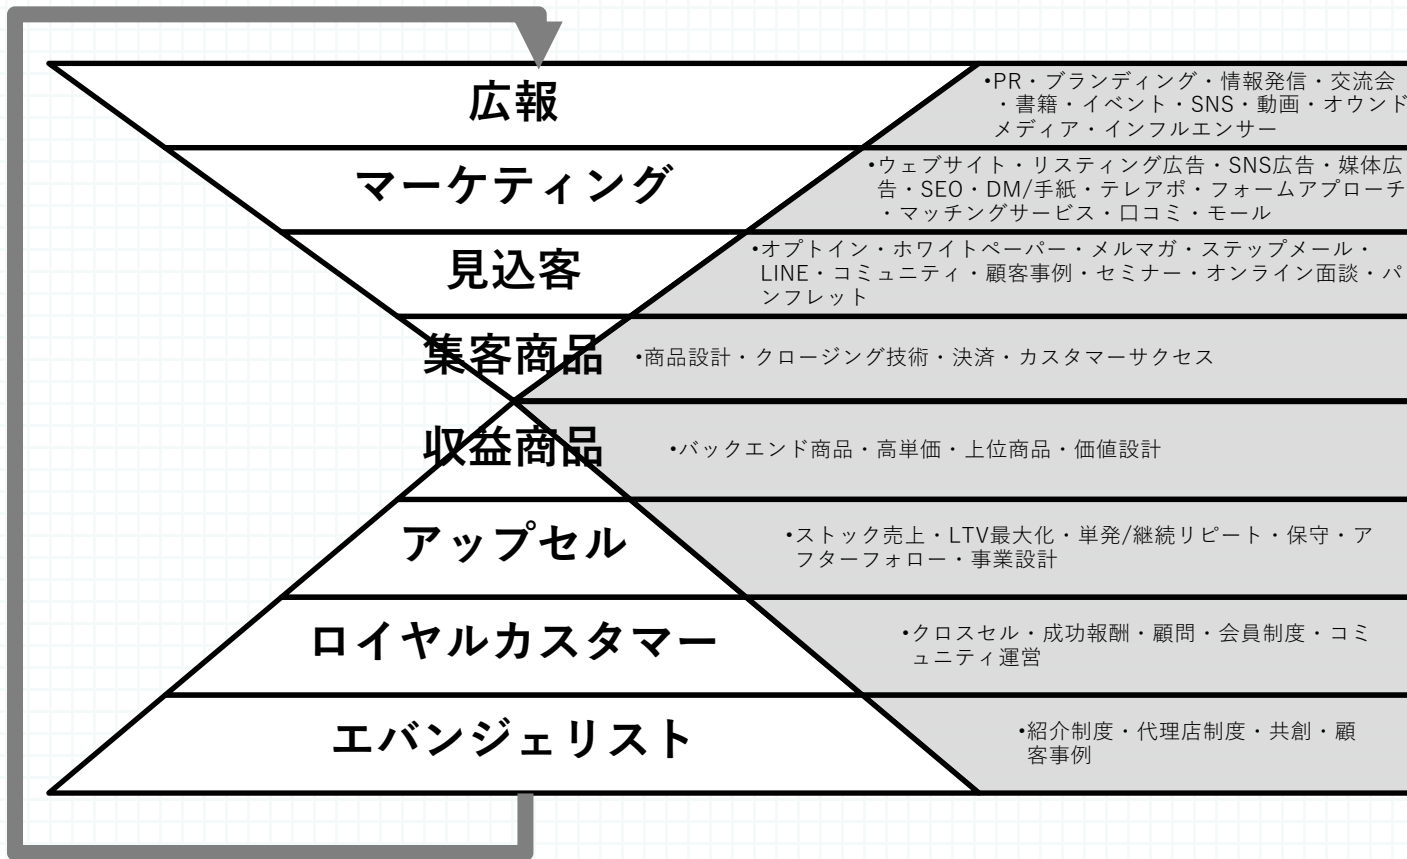 広報
•PR・ブランディング・情報発信・交流会
・書籍・イベント・SNS・動画・オウンド
メディア・インフルエンサー
マーケティング
•ウェブサイト・リスティング広告・SNS広告・媒体広
告・SEO・DM/手紙・テレアポ・フォームアプローチ
・マッチングサービス・口コミ・モール
見込客
•オプトイン・ホワイトペーパー・メルマガ・ステップメール・
LINE・コミュニティ・顧客事例・セミナー・オンライン面談・パ
ンフレット
集客商品
•商品設計・クロージング技術・決済・カスタマーサクセス
収益商品
•バックエンド商品・高単価・上位商品・価値設計
アップセル
•ストック売上・LTV最大化・単発/継続リピート・保守・ア
フターフォロー・事業設計
ロイヤルカスタマー
•クロスセル・成功報酬・顧問・会員制度・コミ
ュニティ運営
エバンジェリスト
•紹介制度・代理店制度・共創・顧
客事例